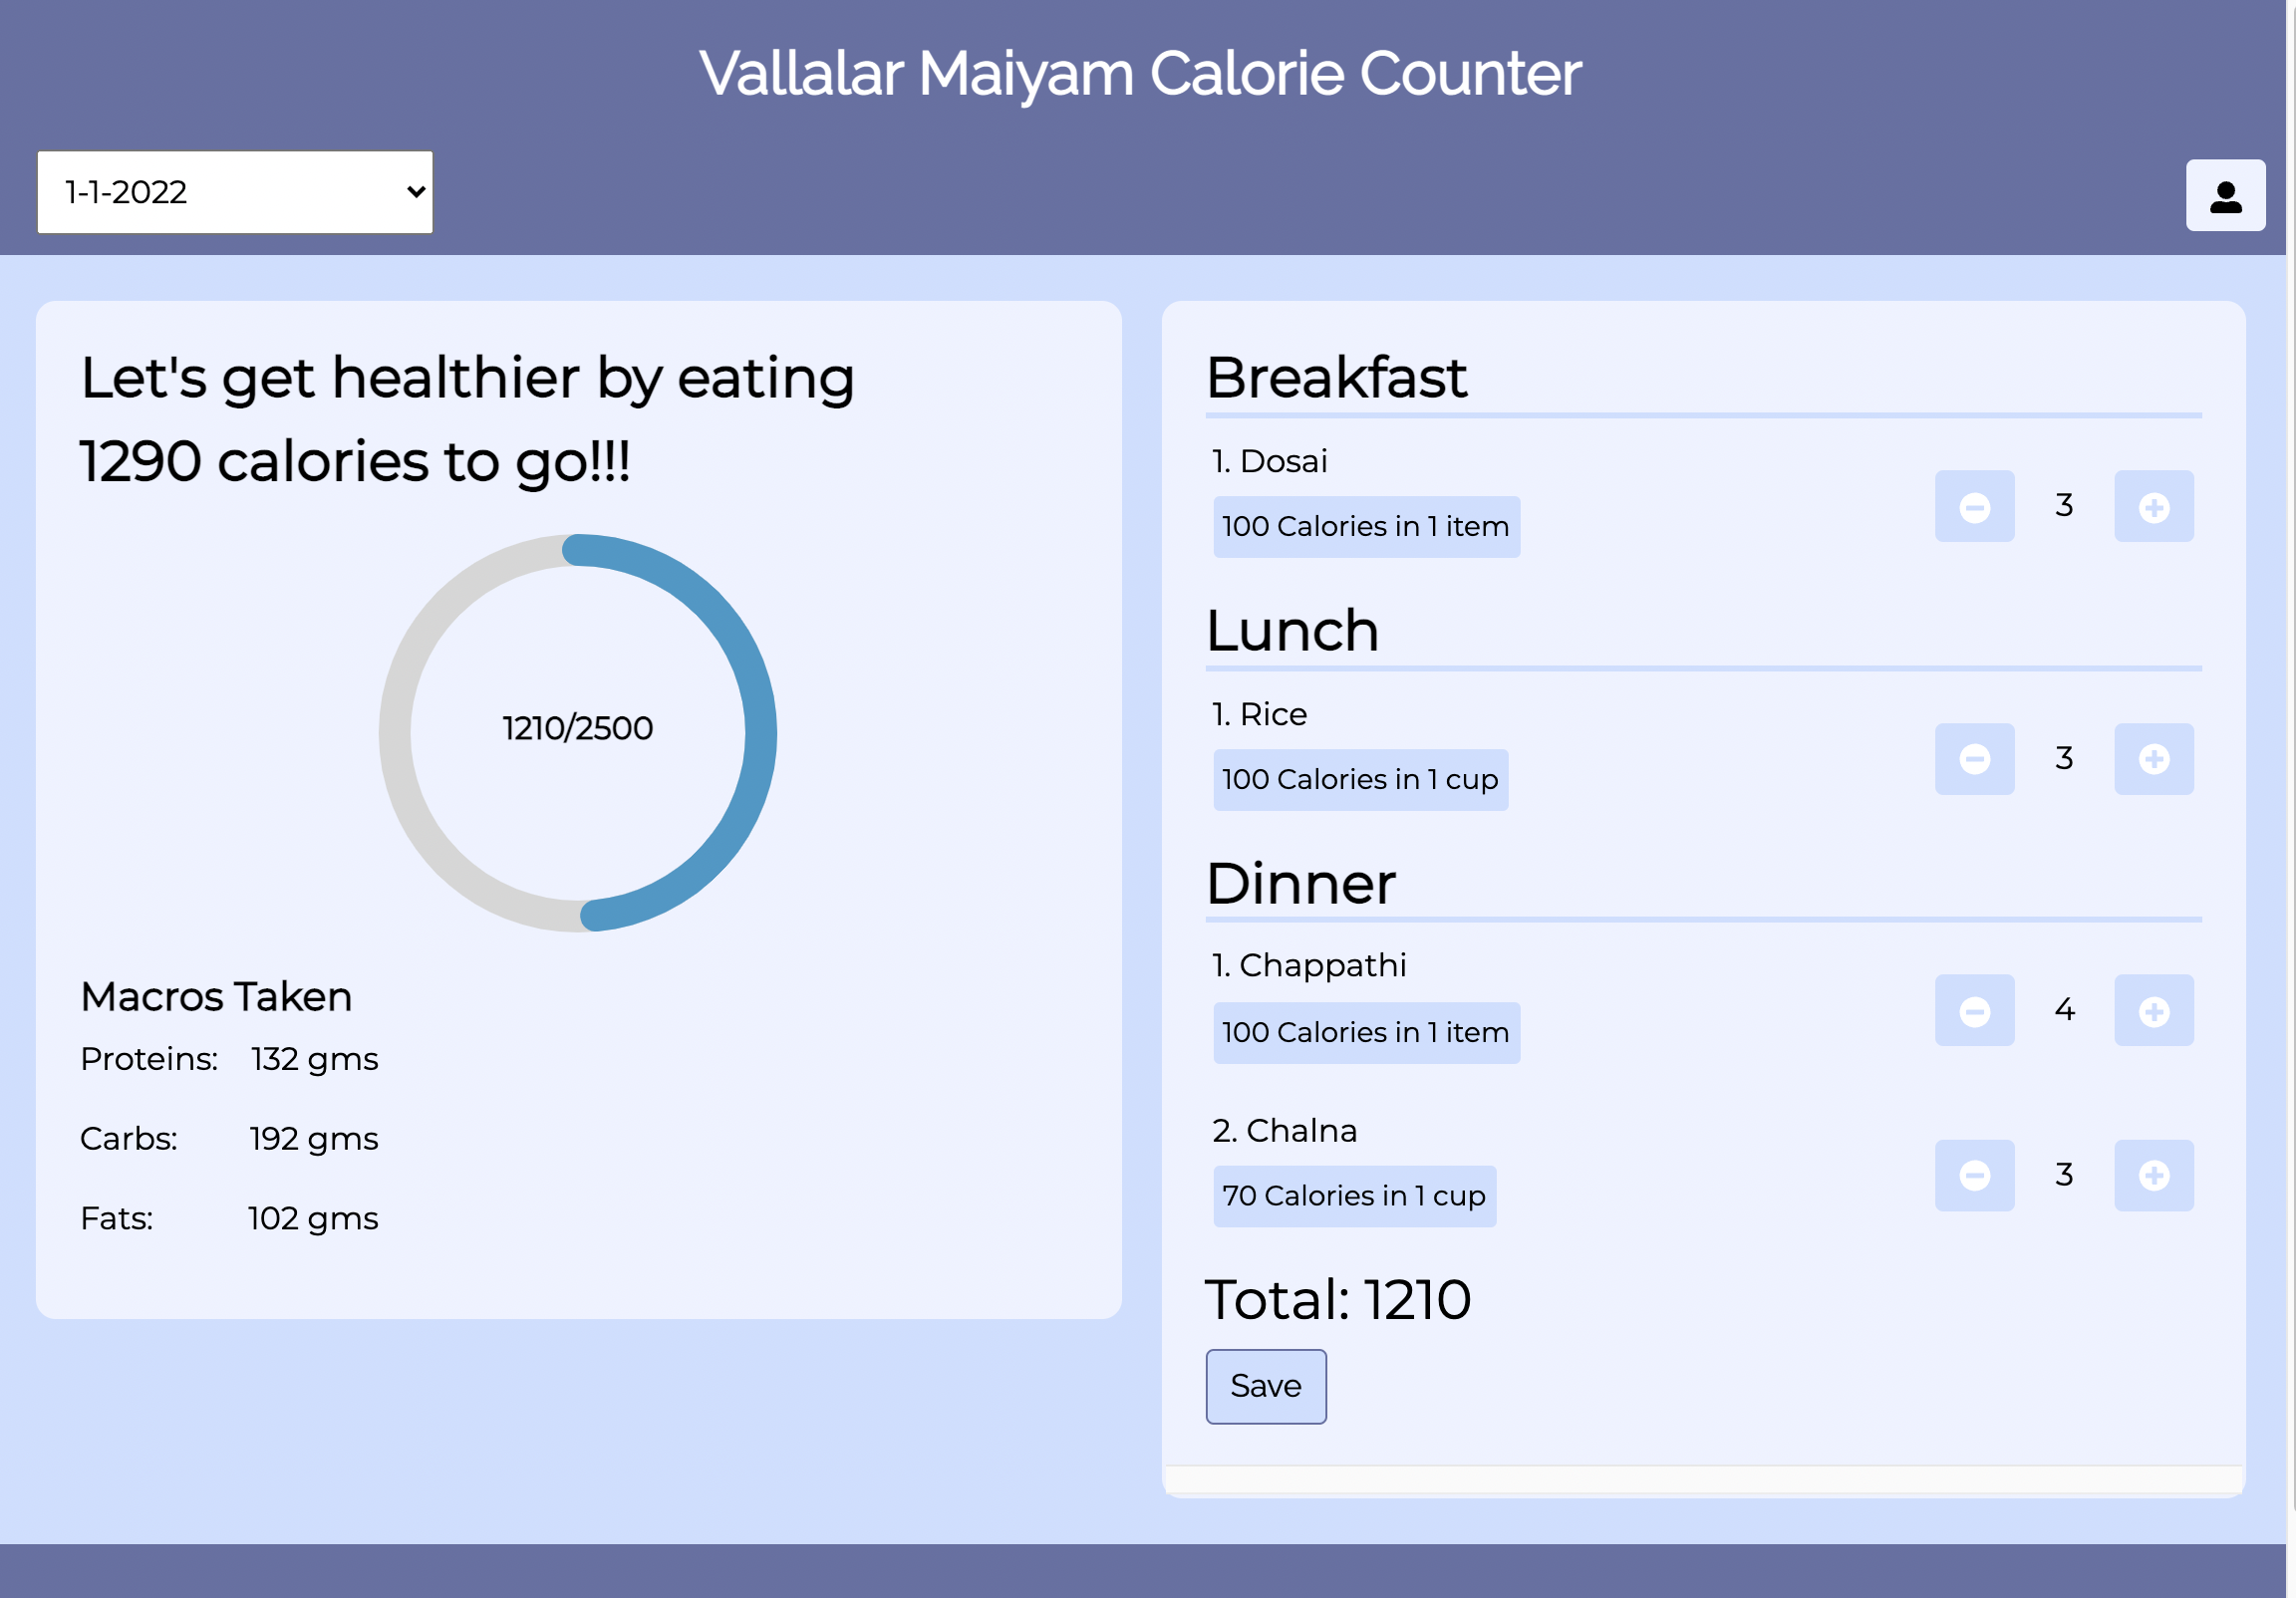 Vallalar Maiyam Calorie Counter
1-1-2022
Let's get healthier by eating
1290 calories to go!!!
1210/2500
Macros Taken
Proteins: 132 gms
Carbs: 192 gms
Fats: 102 gms
Breakfast
1. Dosai
100 Calories in 1 item
3
Lunch
1. Rice
100 Calories in 1 cup
3
Dinner
1. Chappathi
100 Calories in 1 item
4
2. Chalna
70 Calories in 1 cup
3
Total: 1210
Save